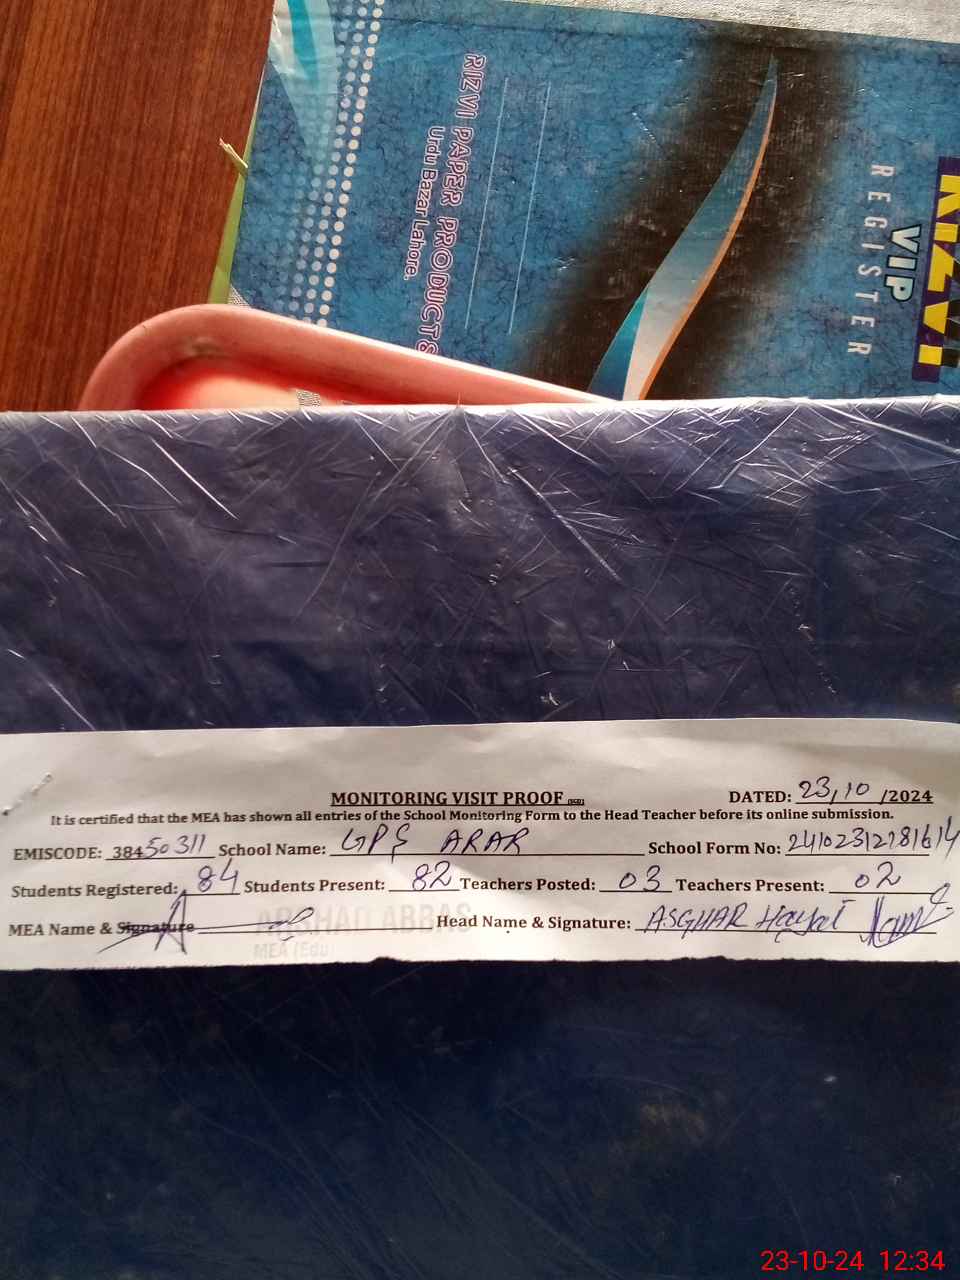 RIZVI PAPER PRODUCTS
Urdu Bazar Lahore.
RIZVI
VIP
REGISTER
MONITORING VISIT PROOF
DATED: 23/10/2024
It is certified that the MEA has shown all entries of the School Monitoring Form to the Head Teacher before its online submission.
EMISCODE: 38450311 School Name: GPS ARAR School Form No: 24102312181614
Students Registered: 84 Students Present: 82 Teachers Posted: 03 Teachers Present: 02
MEA Name & Signature ARSHAD ABBAS Head Name & Signature: ASGHAR Hayat
MEA (Edu)
23-10-24 12:34